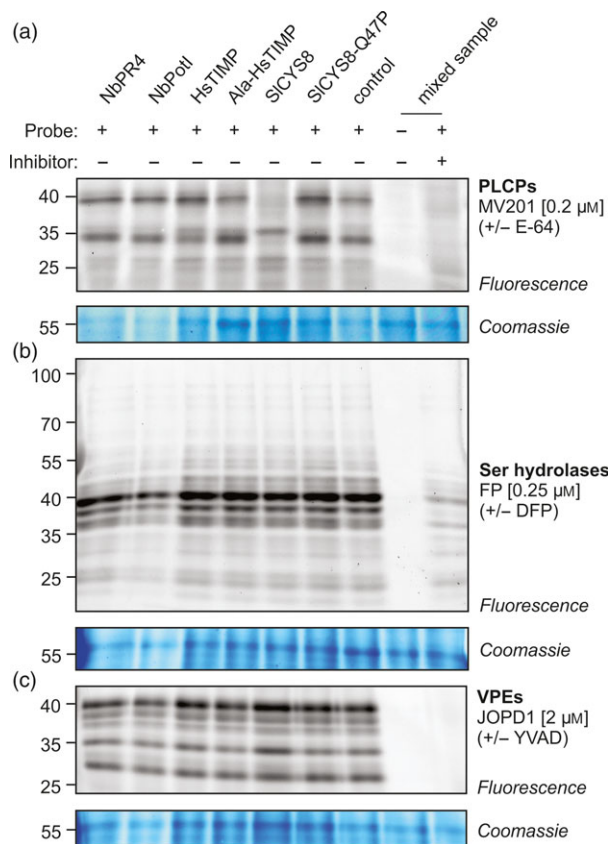 (a)
NbPR4 NbPotI HsTIMP Ala-HsTIMP SlCYS8 SlCYS8-Q47P control mixed sample
Probe: + + + + + + + – +
Inhibitor: – – – – – – – – +
40
35
25
PLCPs
MV201 [0.2 μM]
(+/– E-64)
Fluorescence
55
Coomassie
(b)
100
70
55
40
35
25
Ser hydrolases
FP [0.25 μM]
(+/– DFP)
Fluorescence
55
Coomassie
(c)
40
35
25
VPEs
JOPD1 [2 μM]
(+/– YVAD)
Fluorescence
55
Coomassie